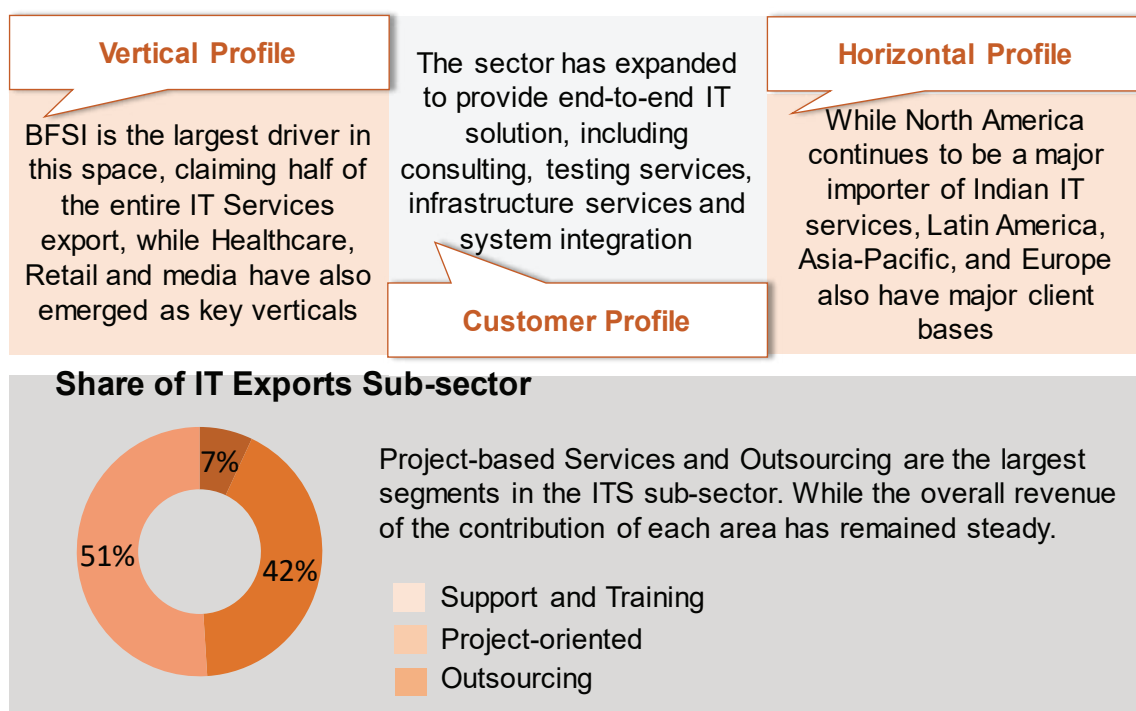 Vertical Profile
BFSI is the largest driver in
this space, claiming half of
the entire IT Services
export, while Healthcare,
Retail and media have also
emerged as key verticals
The sector has expanded
to provide end-to-end IT
solution, including
consulting, testing services,
infrastructure services and
system integration
Customer Profile
Horizontal Profile
While North America
continues to be a major
importer of Indian IT
services, Latin America,
Asia-Pacific, and Europe
also have major client
bases
Share of IT Exports Sub-sector
7%
51%
42%
Project-based Services and Outsourcing are the largest
segments in the ITS sub-sector. While the overall revenue
of the contribution of each area has remained steady.
Support and Training
Project-oriented
Outsourcing